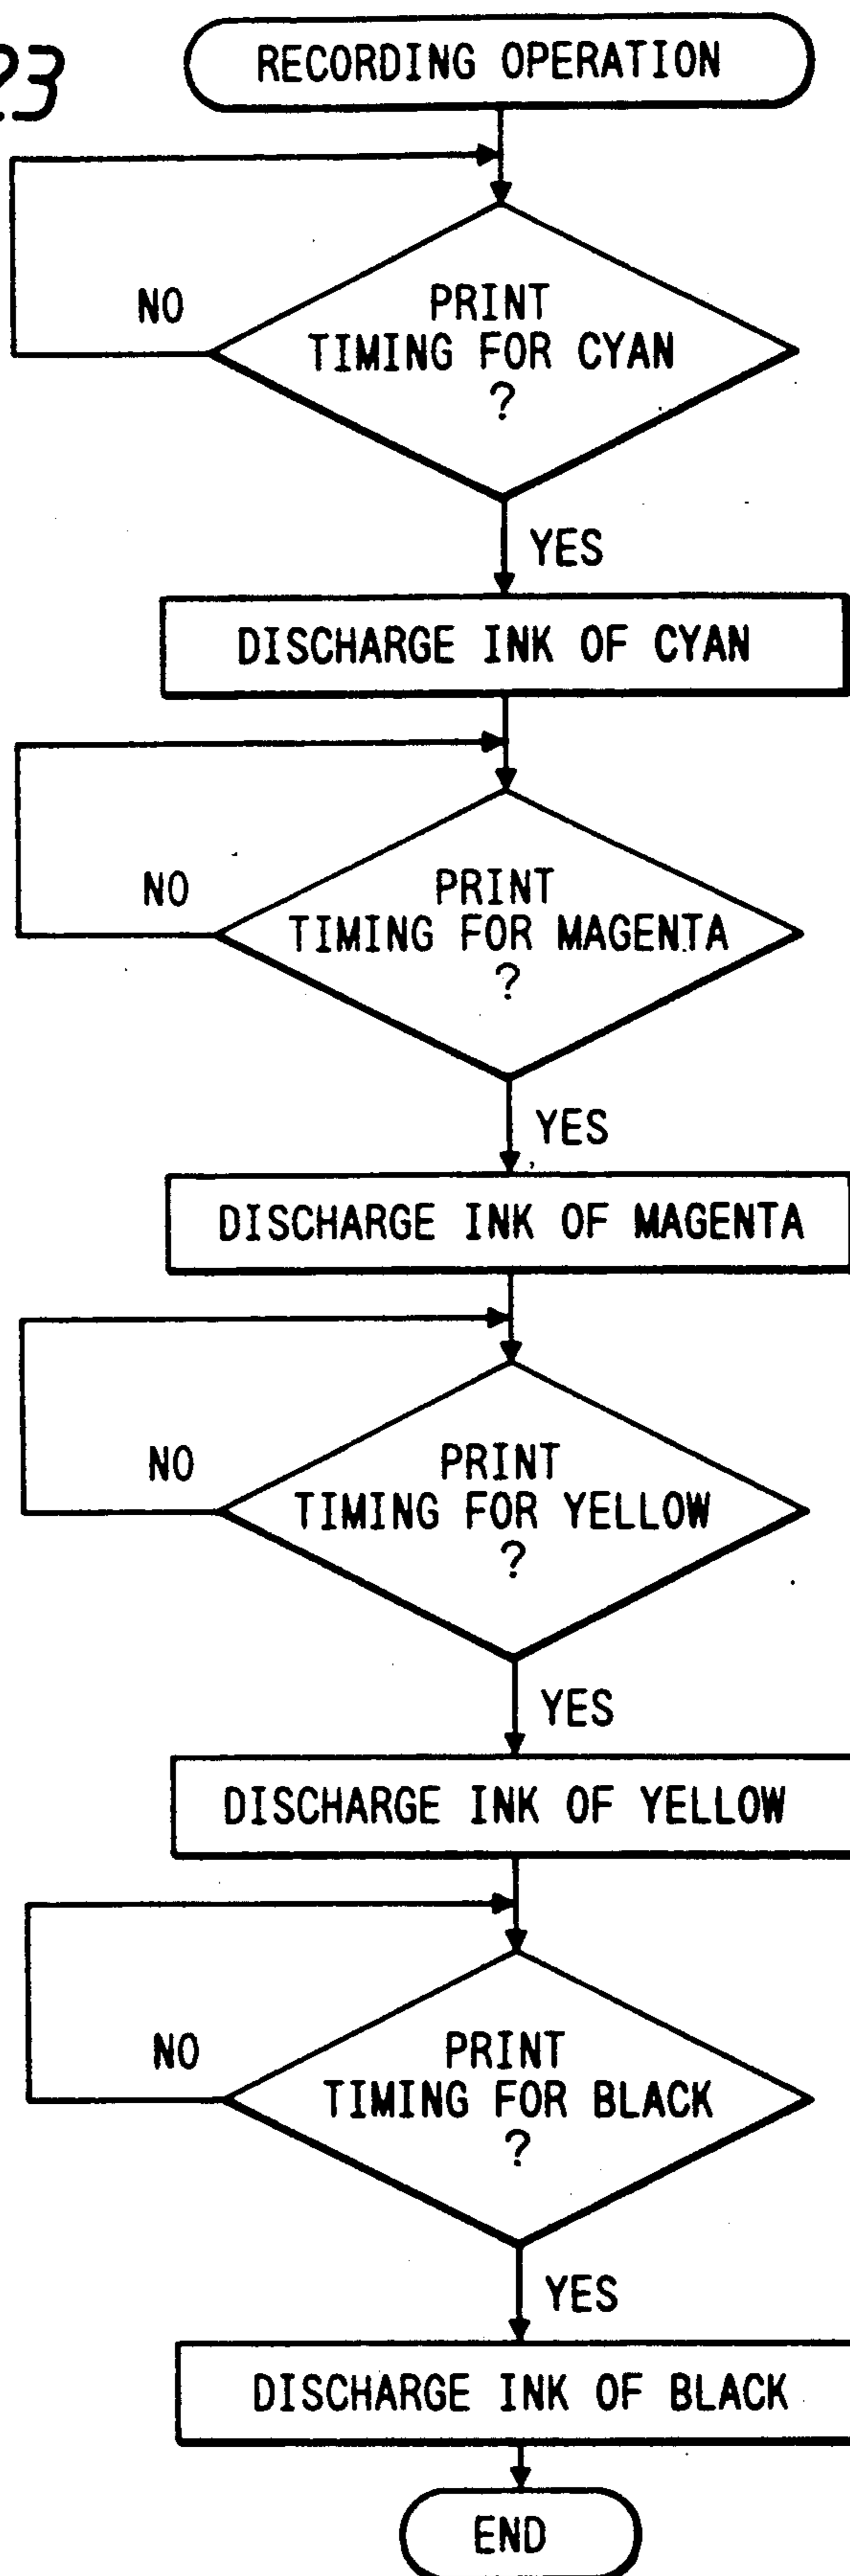 23
RECORDING OPERATION
PRINT
NO
TIMING FOR CYAN
?
YES
DISCHARGE INK OF CYAN
PRINT
NO
TIMING FOR MAGENTA
?
YES
DISCHARGE INK OF MAGENTA
PRINT
NO
TIMING FOR YELLOW
?
YES
DISCHARGE INK OF YELLOW
PRINT
NO
TIMING FOR BLACK
?
YES
DISCHARGE INK OF BLACK
END